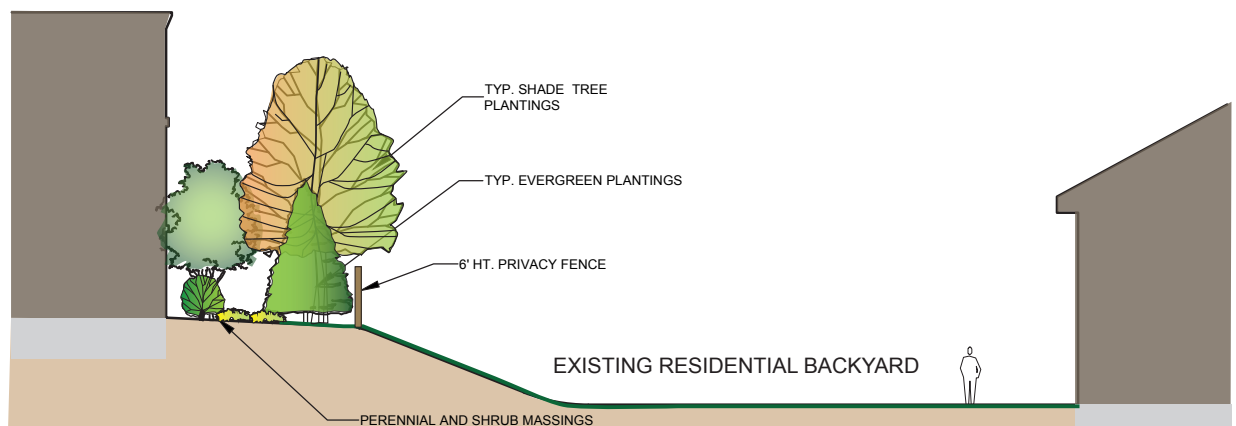 TYP. SHADE TREE
PLANTINGS
TYP. EVERGREEN PLANTINGS
6' HT. PRIVACY FENCE
EXISTING RESIDENTIAL BACKYARD
PERENNIAL AND SHRUB MASSINGS